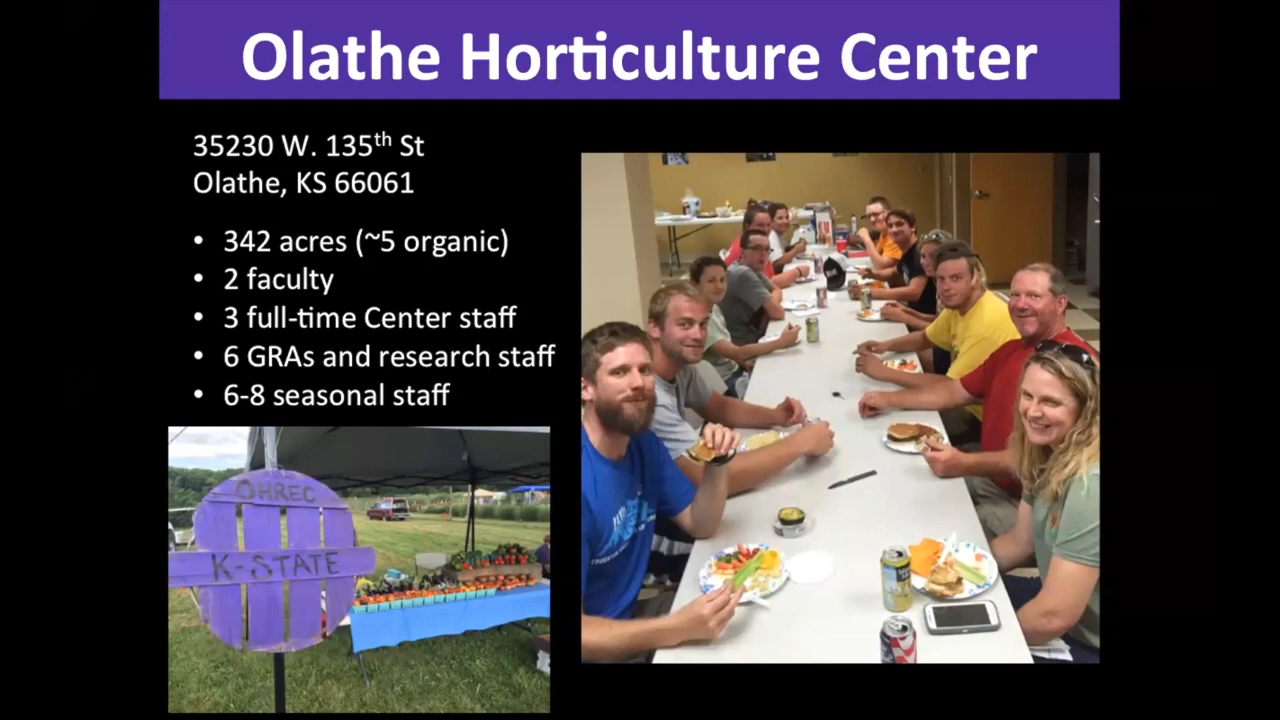 Olathe Horticulture Center
35230 W. 135th St
Olathe, KS 66061
• 342 acres (~5 organic)
• 2 faculty
• 3 full-time Center staff
• 6 GRAs and research staff
• 6-8 seasonal staff
OHREC
K-STATE